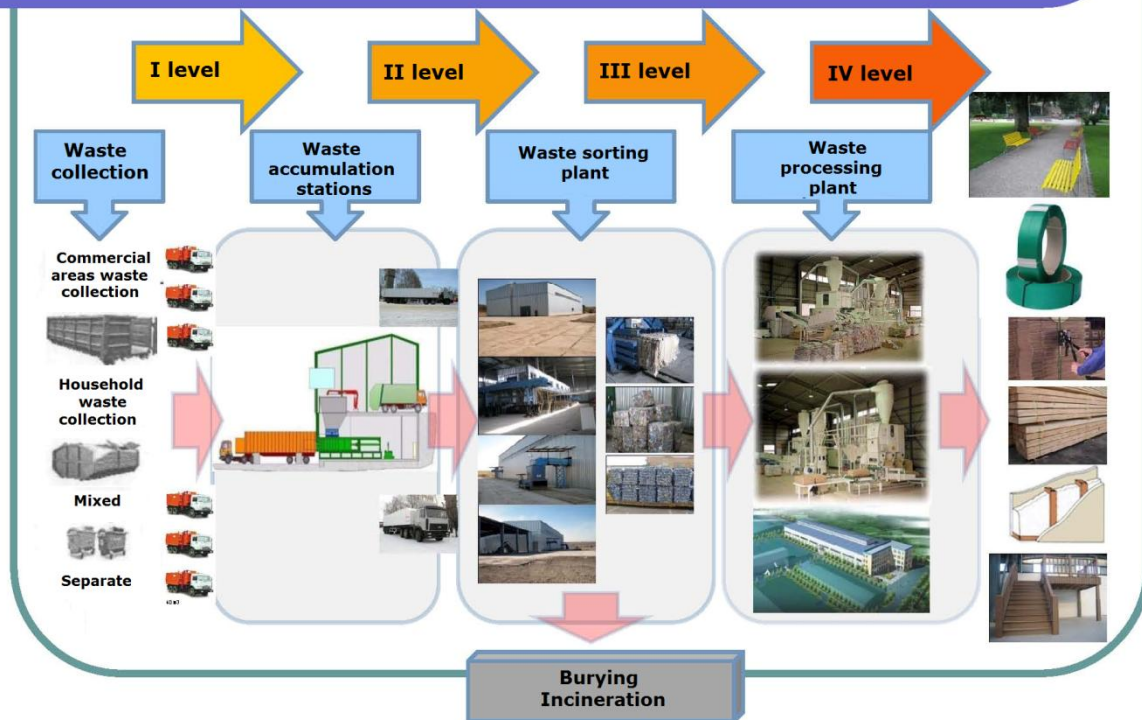 I level
II level
III level
IV level
Waste
collection
Waste
accumulation
stations
Waste sorting
plant
Waste
processing
plant
Commercial
areas waste
collection
Household
waste
collection
Mixed
Separate
Burying
Incineration